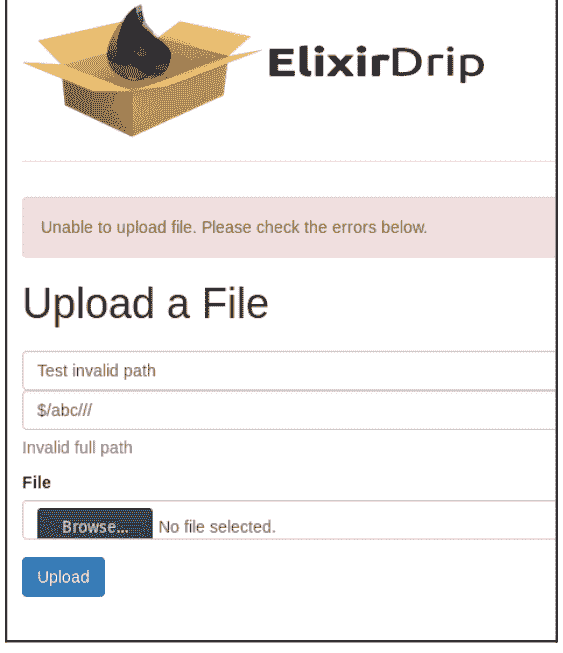 ElixirDrip
Unable to upload file. Please check the errors below.
Upload a File
Test invalid path
$/abc///
Invalid full path
File
Browse... No file selected.
Upload